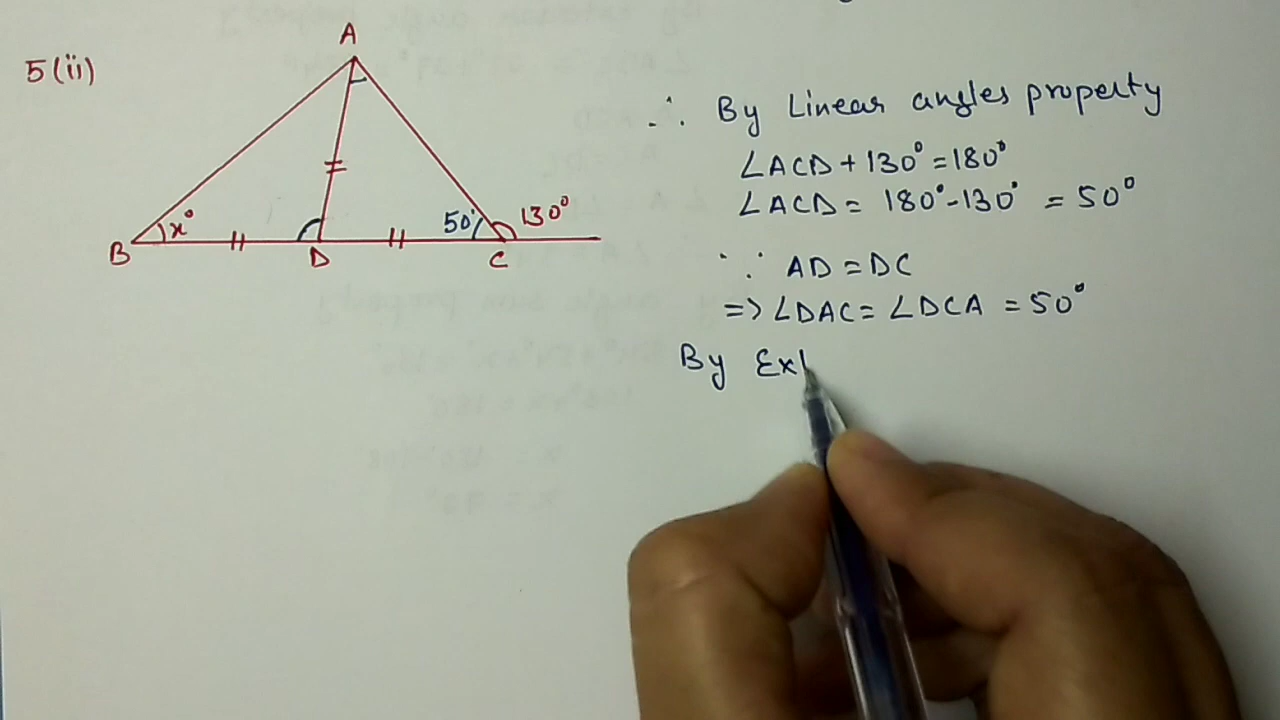 5(ii)
A
x°
50°
130°
B
D
C
∴ By Linear angles property
∠ACD + 130° = 180°
∠ACD = 180° - 130° = 50°
∵ AD = DC
=> ∠DAC = ∠DCA = 50°
By Ext